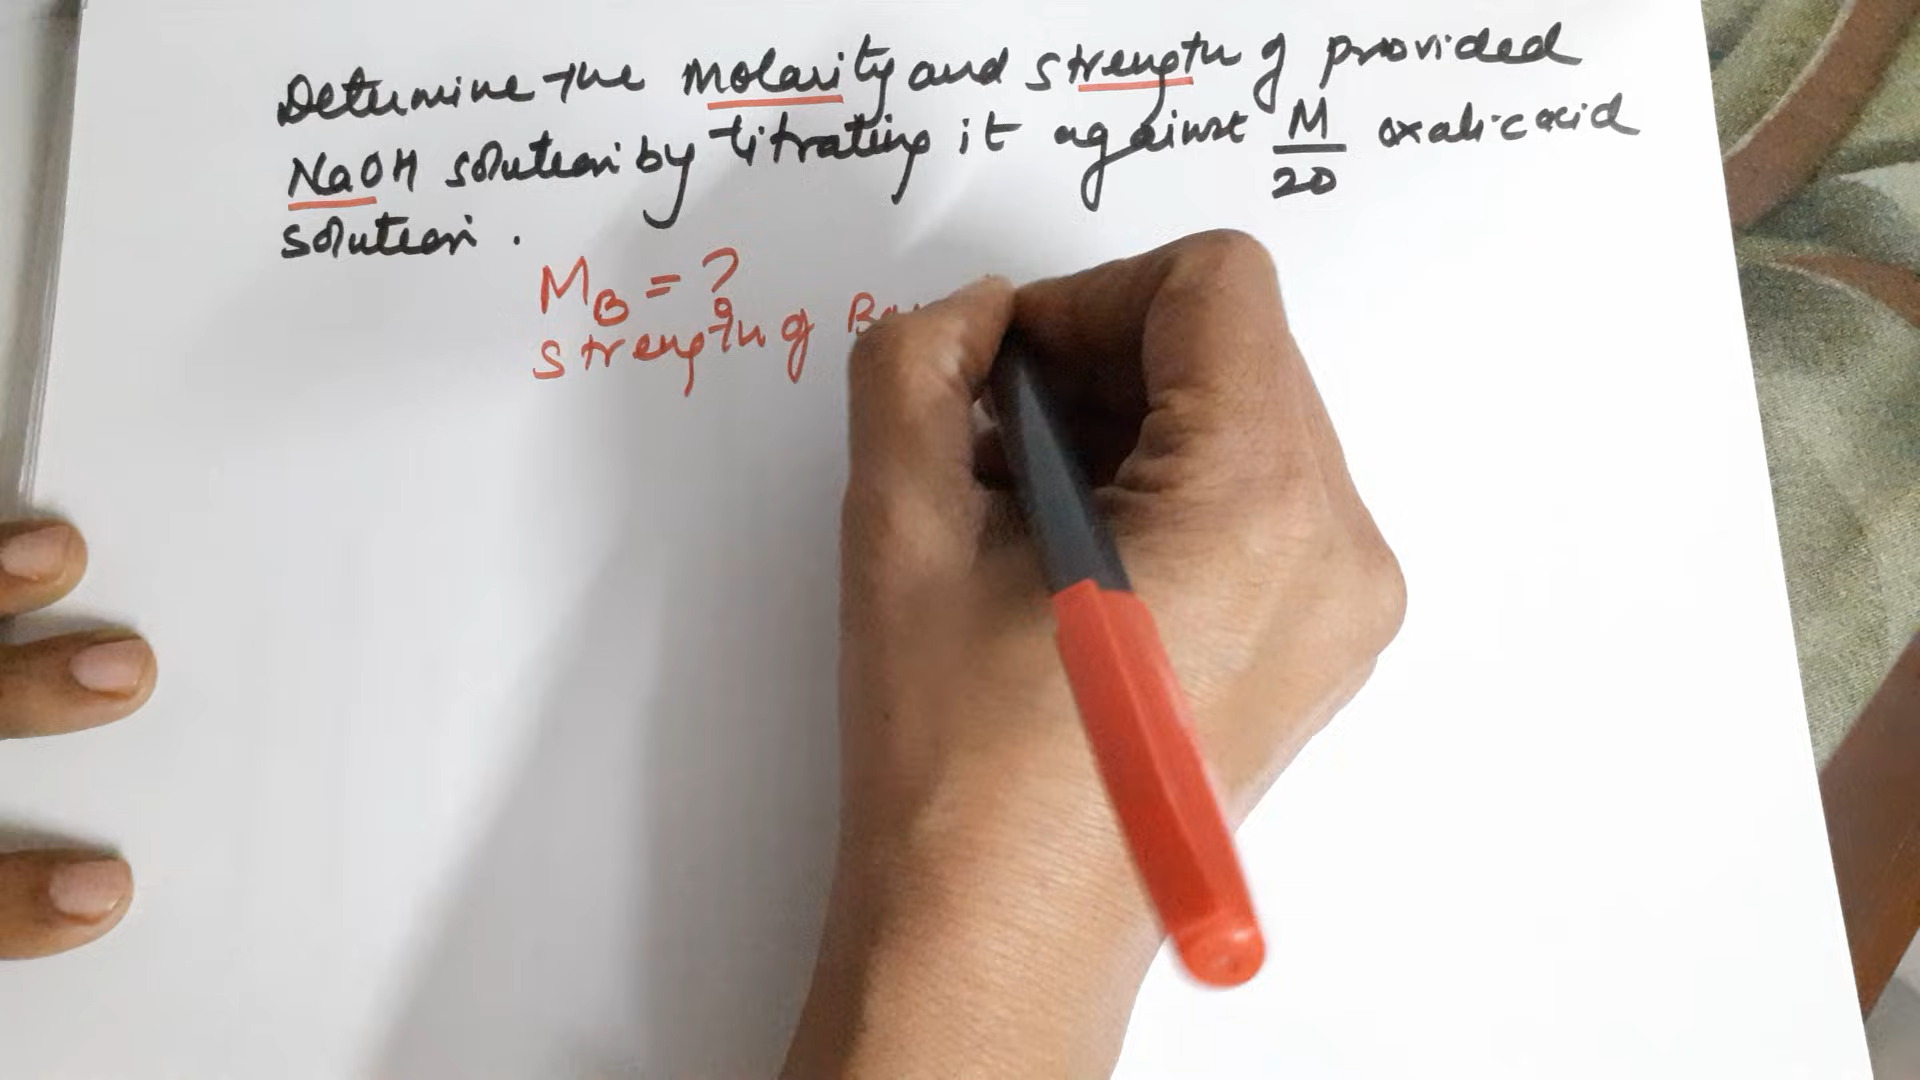 Determine the Molarity and strength of provided
NaOH solution by titrating it against M/20 oxalic acid
solution.
M_B = ?
Strength of